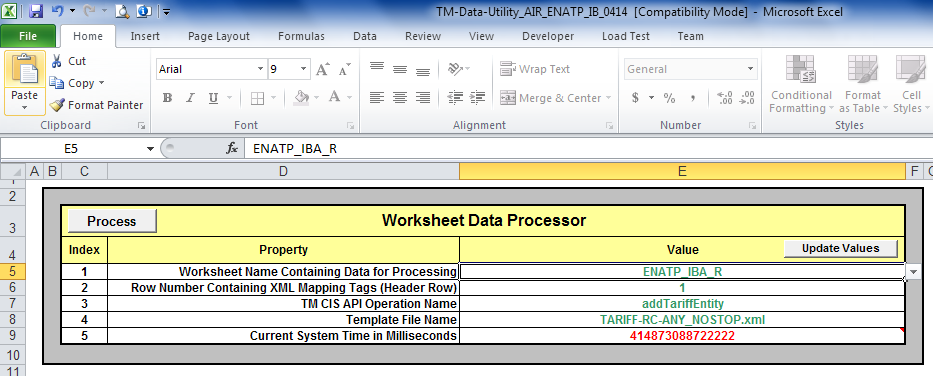 TM-Data-Utility_AIR_ENATP_IB_0414 [Compatibility Mode] - Microsoft Excel
File Home Insert Page Layout Formulas Data Review View Developer Load Test Team
Paste
Cut
Copy
Format Painter
Clipboard
Arial 9
B I U
Font
Wrap Text
Merge & Center
Alignment
General
$ % ,
Number
Conditional Formatting
Format as Table
Cell Styles
Styles
E5 fx ENATP_IBA_R
A B C D E F
2
3 Process Worksheet Data Processor
4 Index Property Value Update Values
5 1 Worksheet Name Containing Data for Processing ENATP_IBA_R
6 2 Row Number Containing XML Mapping Tags (Header Row) 1
7 3 TM CIS API Operation Name addTariffEntity
8 4 Template File Name TARIFF-RC-ANY_NOSTOP.xml
9 5 Current System Time in Milliseconds 414873088722222
10
11